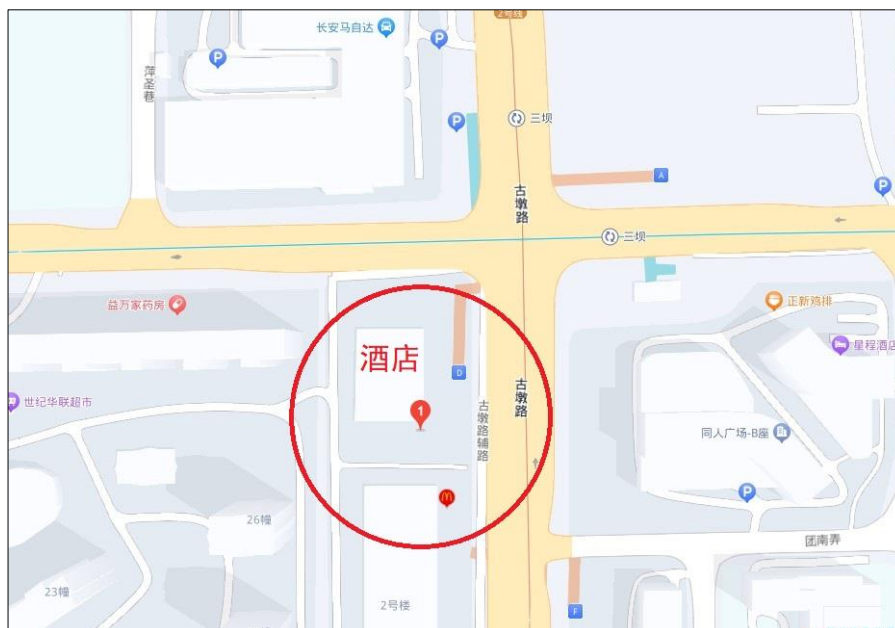 2号线
长安马自达
P
P
萍圣巷
P
三坝
A
P
古墩路
三坝
益万家药房
正新鸡排
酒店
星程酒店
D
世纪华联超市
古墩路
古墩路辅路
1
同人广场-B座
P
26幢
团南弄
23幢
2号楼
F